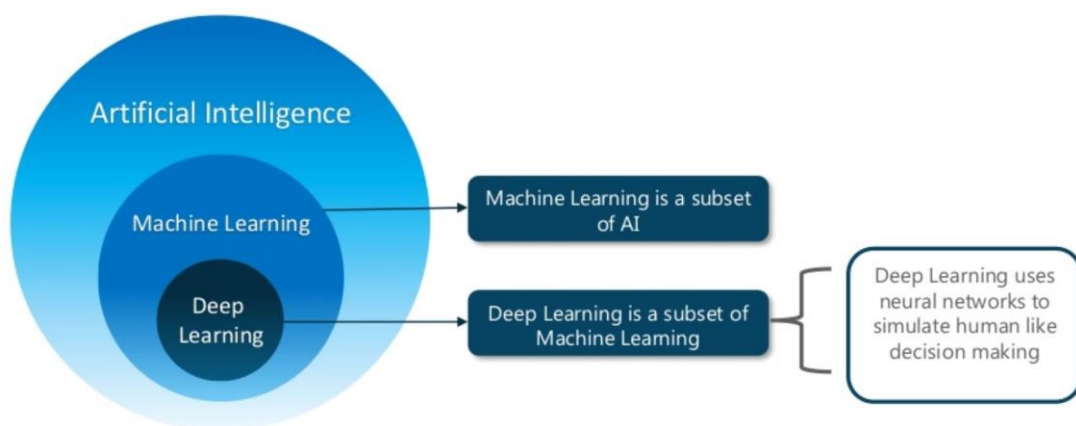 Artificial Intelligence
Machine Learning
Deep
Learning
Machine Learning is a subset
of AI
Deep Learning is a subset of
Machine Learning
Deep Learning uses
neural networks to
simulate human like
decision making